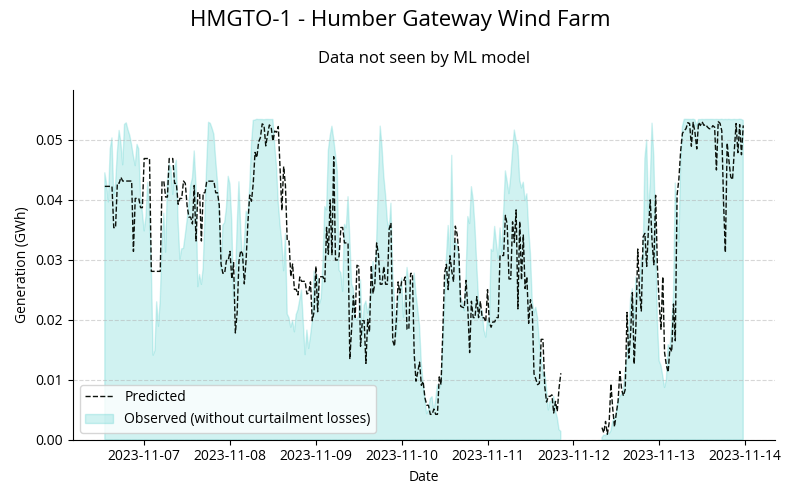 HMGTO-1 - Humber Gateway Wind Farm
Data not seen by ML model
Generation (GWh)
0.05
0.04
0.03
0.02
0.01
0.00
Predicted
Observed (without curtailment losses)
2023-11-07 2023-11-08 2023-11-09 2023-11-10 2023-11-11 2023-11-12 2023-11-13 2023-11-14
Date